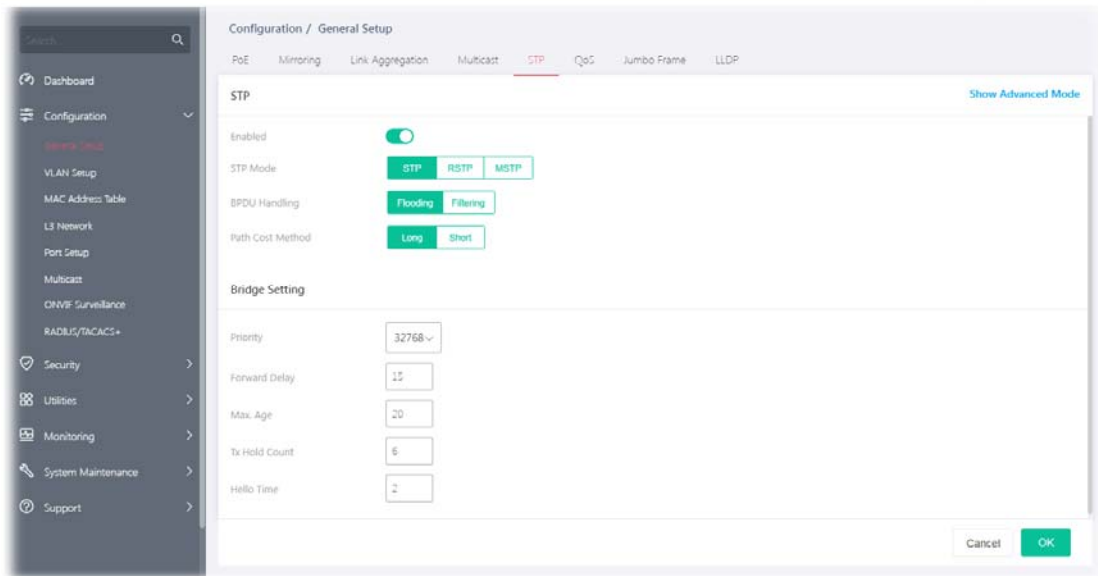 Search...
Dashboard
Configuration
General Setup
VLAN Setup
MAC Address Table
L3 Network
Port Setup
Multicast
ONVIF Surveillance
RADIUS/TACACS+
Security
Utilities
Monitoring
System Maintenance
Support
Configuration / General Setup
PoE Mirroring Link Aggregation Multicast STP QoS Jumbo Frame LLDP
STP Show Advanced Mode
Enabled
STP Mode STP RSTP MSTP
BPDU Handling Flooding Filtering
Path Cost Method Long Short
Bridge Setting
Priority 32768
Forward Delay 15
Max. Age 20
Tx Hold Count 6
Hello Time 2
Cancel OK